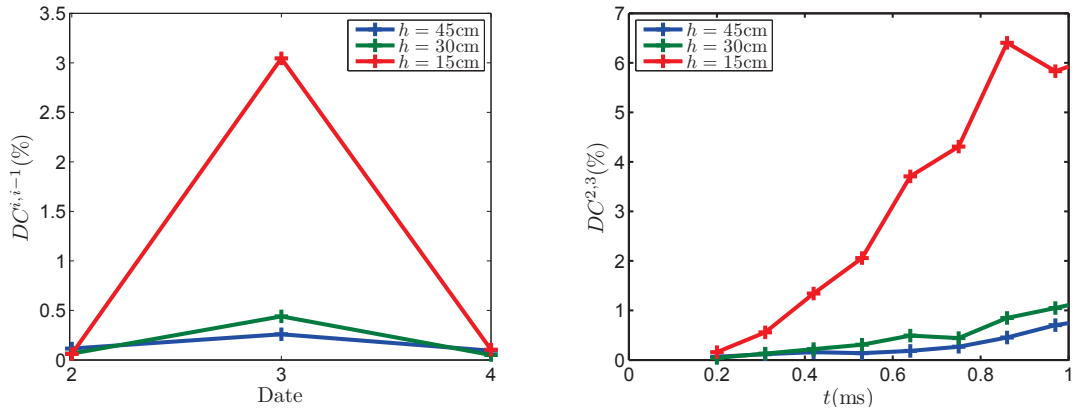 3.5
3
2.5
2
1.5
1
0.5
0
2
3
4
Date
DC^{i,i−1}(%)
h = 45cm
h = 30cm
h = 15cm
7
6
5
4
3
2
1
0
0
0.2
0.4
0.6
0.8
1
t(ms)
DC^{2,3}(%)
h = 45cm
h = 30cm
h = 15cm